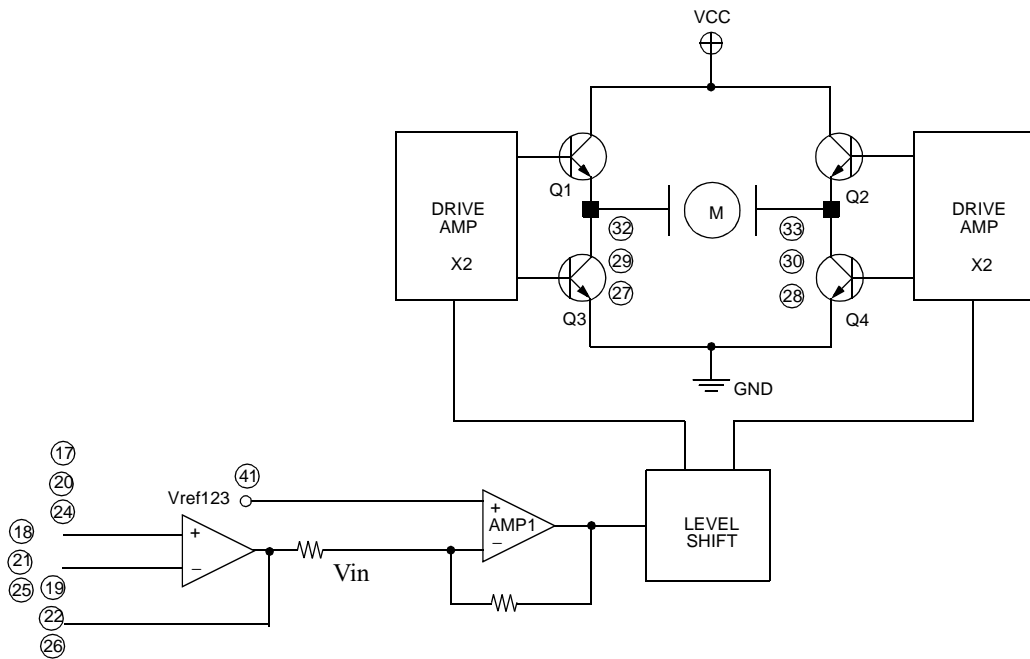 VCC
Q1
Q2
DRIVE
AMP
X2
M
DRIVE
AMP
X2
32
33
29
30
27
28
Q3
Q4
GND
17
20
24
18
21
25
19
22
26
41
Vref123
+
−
+
−
AMP1
Vin
LEVEL
SHIFT